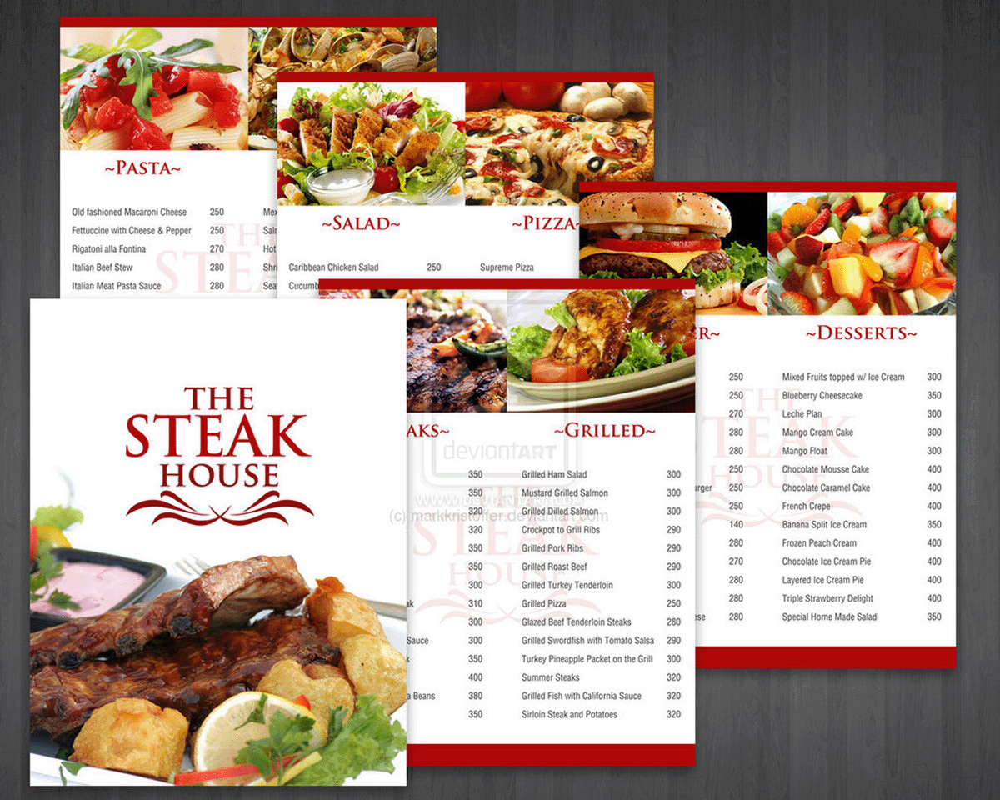 ~PASTA~
Old fashioned Macaroni Cheese 250
Fettuccine with Cheese & Pepper 250
Rigatoni alla Fontina 270
Italian Beef Stew 280
Italian Meat Pasta Sauce 280
Mex
Hot
~SALAD~
Caribbean Chicken Salad 250
Cucumb
~PIZZA~
Supreme Pizza
ER~
250
250
270
280
280
250
urger 250
250
140
280
270
280
280
ese 280
~DESSERTS~
Mixed Fruits topped w/ Ice Cream 300
Blueberry Cheesecake 350
Leche Plan 300
Mango Cream Cake 300
Mango Float 300
Chocolate Mousse Cake 400
Chocolate Caramel Cake 400
French Crepe 400
Banana Split Ice Cream 350
Frozen Peach Cream 400
Chocolate Ice Cream Pie 400
Layered Ice Cream Pie 400
Triple Strawberry Delight 400
Special Home Made Salad 350
THE
STEAK
HOUSE
AKS~
350
350
320
320
350
350
300
ak 310
300
Sauce 300
k 350
400
a Beans 380
350
~GRILLED~
Grilled Ham Salad 300
Mustard Grilled Salmon 300
Grilled Dilled Salmon 300
Crockpot to Grill Ribs 290
Grilled Pork Ribs 290
Grilled Roast Beef 290
Grilled Turkey Tenderloin 300
Grilled Pizza 250
Glazed Beef Tenderloin Steaks 280
Grilled Swordfish with Tomato Salsa 290
Turkey Pineapple Packet on the Grill 300
Summer Steaks 320
Grilled Fish with California Sauce 320
Sirloin Steak and Potatoes 320
THE
STEAK
HOUSE
deviantART
WWW.DEVIANTART.COM
(c) markkristoffer.deviantart.com